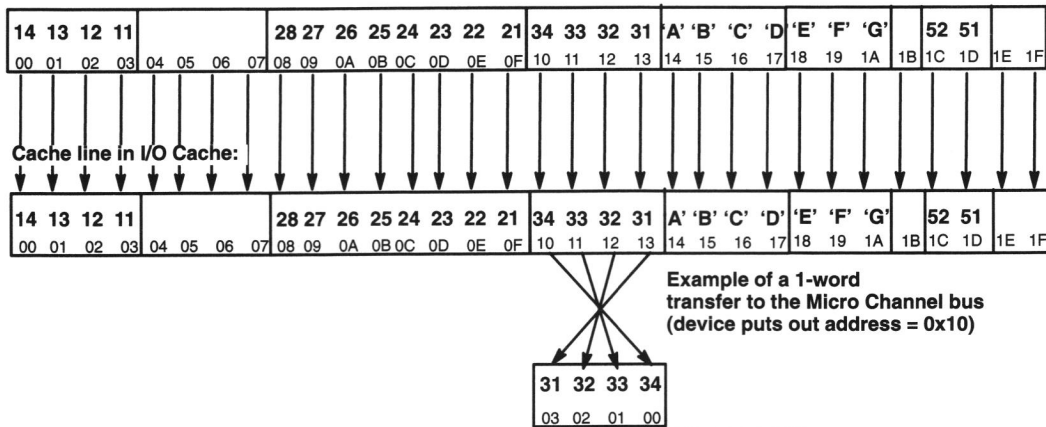 14 13 12 11 28 27 26 25 24 23 22 21 34 33 32 31 'A' 'B' 'C' 'D' 'E' 'F' 'G' 52 51
00 01 02 03 04 05 06 07 08 09 0A 0B 0C 0D 0E 0F 10 11 12 13 14 15 16 17 18 19 1A 1B 1C 1D 1E 1F
Cache line in I/O Cache:
14 13 12 11 28 27 26 25 24 23 22 21 34 33 32 31 A' 'B' 'C' 'D' 'E' 'F' 'G' 52 51
00 01 02 03 04 05 06 07 08 09 0A 0B 0C 0D 0E 0F 10 11 12 13 14 15 16 17 18 19 1A 1B 1C 1D 1E 1F
Example of a 1-word
transfer to the Micro Channel bus
(device puts out address = 0x10)
31 32 33 34
03 02 01 00